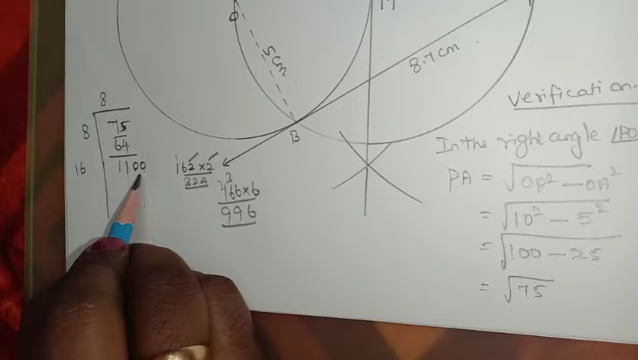 M
O
5cm
8.7cm
B
8
8 75
64
16 1100
162×2
324
3
166×6
996
Verification.
In the right angle
PA = √OP² — OA²
= √10² — 5²
= √100 — 25
= √75